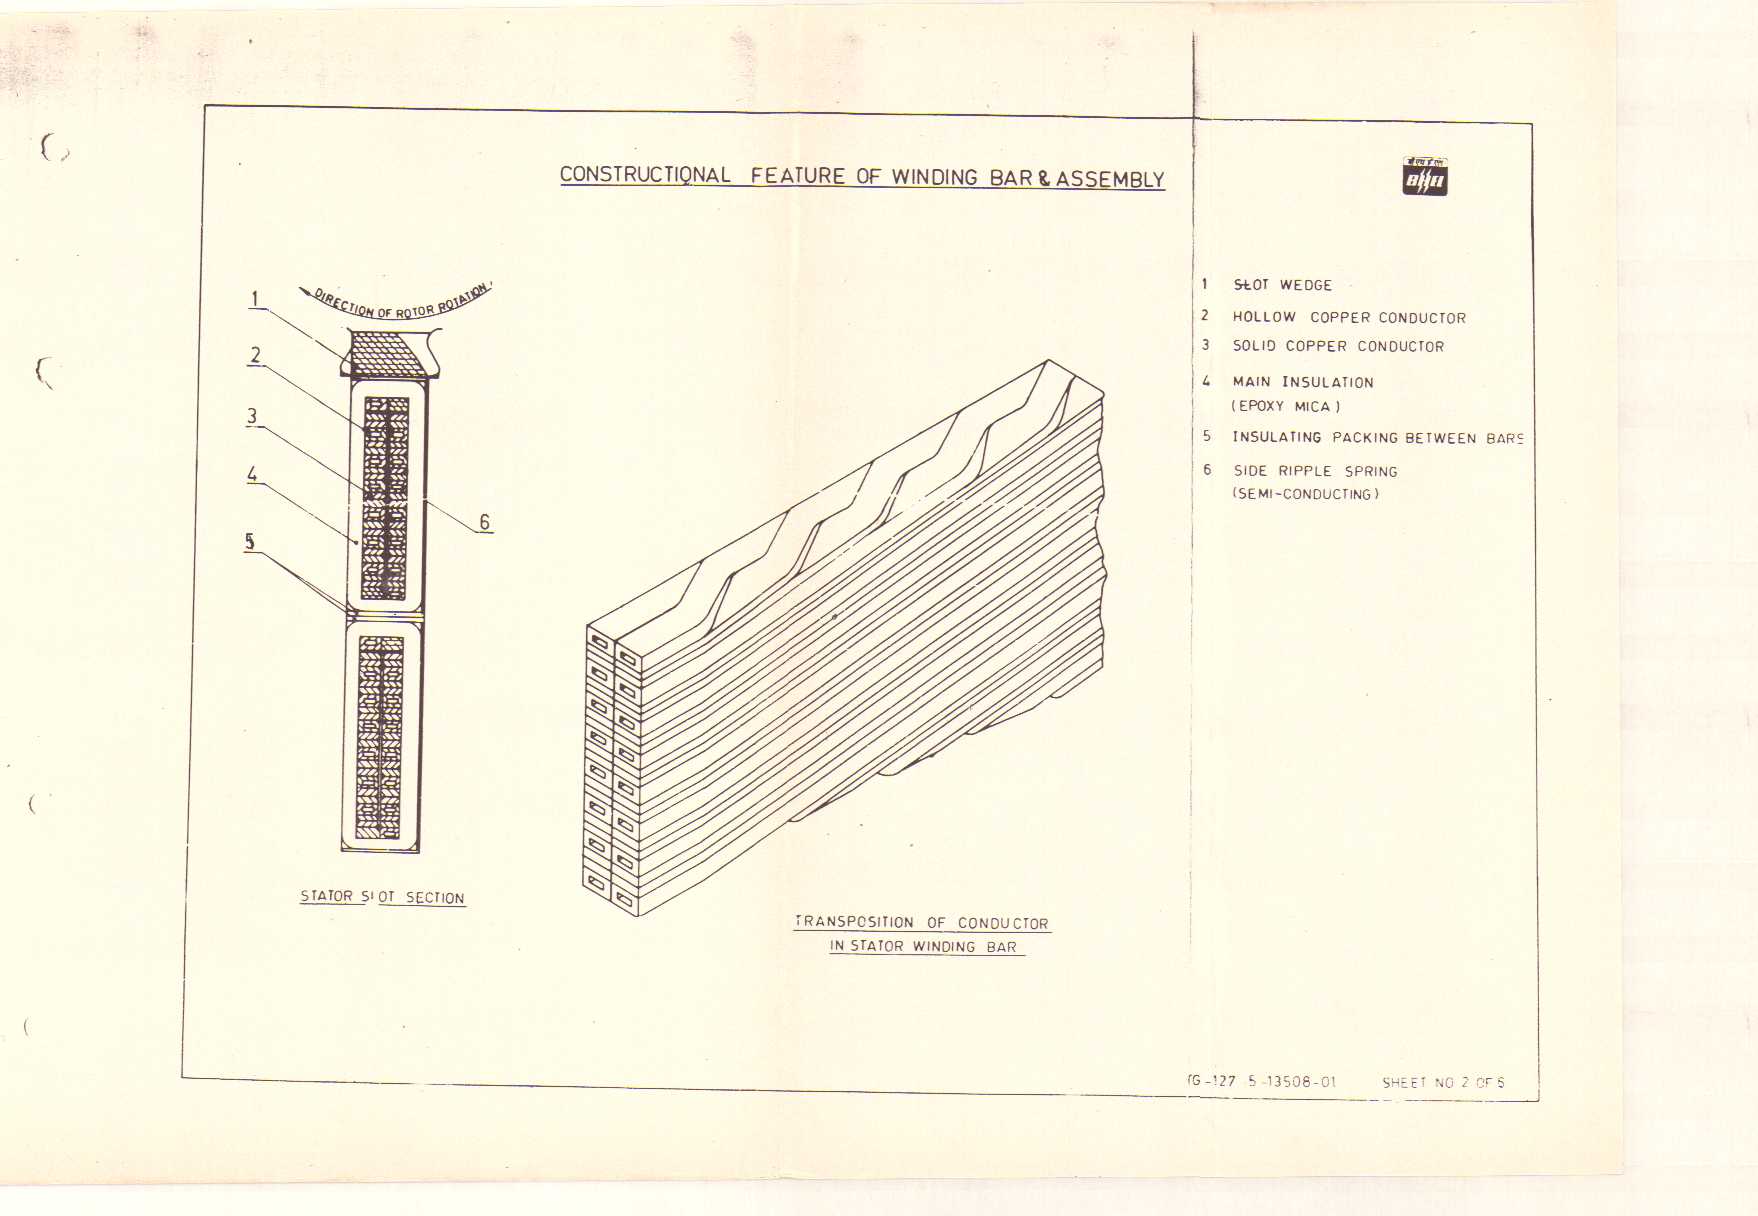 CONSTRUCTIONAL FEATURE OF WINDING BAR & ASSEMBLY
DIRECTION OF ROTOR ROTATION
1
2
3
4
5
6
STATOR SLOT SECTION
TRANSPOSITION OF CONDUCTOR
IN STATOR WINDING BAR
1 SLOT WEDGE
2 HOLLOW COPPER CONDUCTOR
3 SOLID COPPER CONDUCTOR
4 MAIN INSULATION
(EPOXY MICA)
5 INSULATING PACKING BETWEEN BARS
6 SIDE RIPPLE SPRING
(SEMI-CONDUCTING)
TG-127 5-13508-01 SHEET NO 2 OF